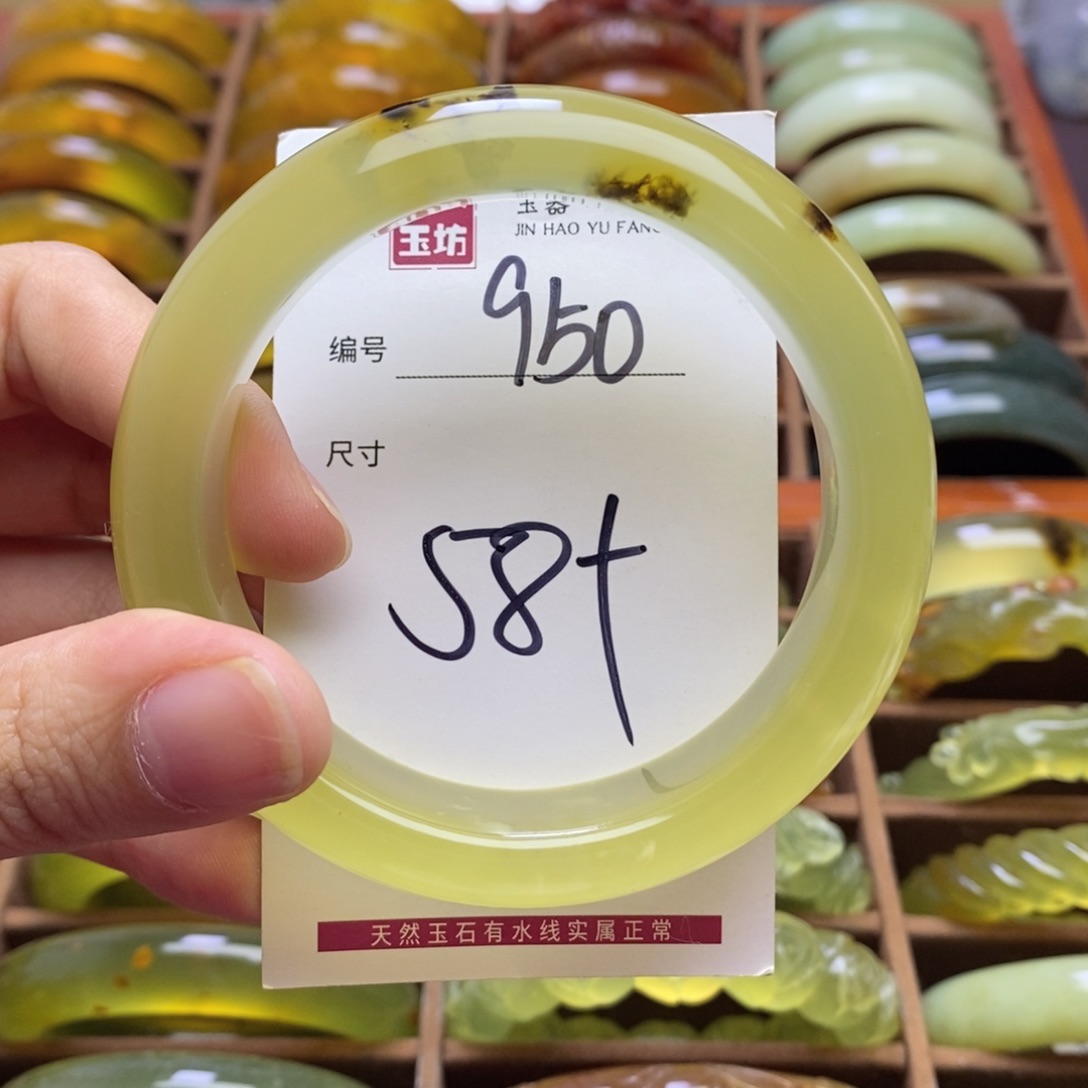 玉坊
JIN HAO YU FANG
编号 950
尺寸
58+
天然玉石有水线实属正常